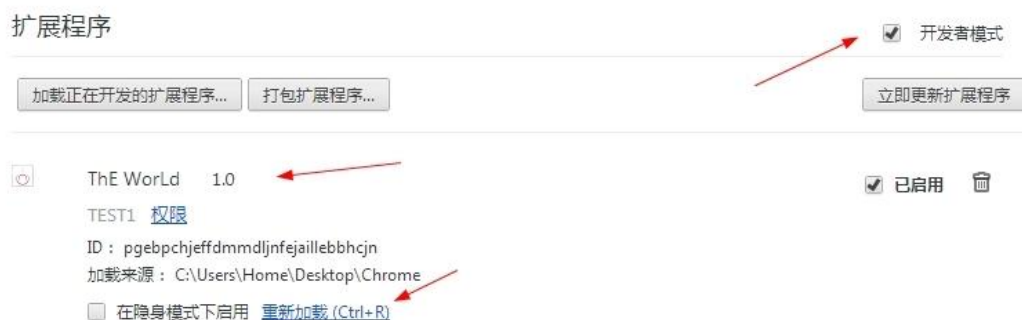 扩展程序
开发者模式
加载正在开发的扩展程序...
打包扩展程序...
立即更新扩展程序
ThE WorLd 1.0
已启用
TEST1 权限
ID： pgebpchjeffdmmdljnfejaillebbhcjn
加载来源： C:\Users\Home\Desktop\Chrome
在隐身模式下启用 重新加载 (Ctrl+R)